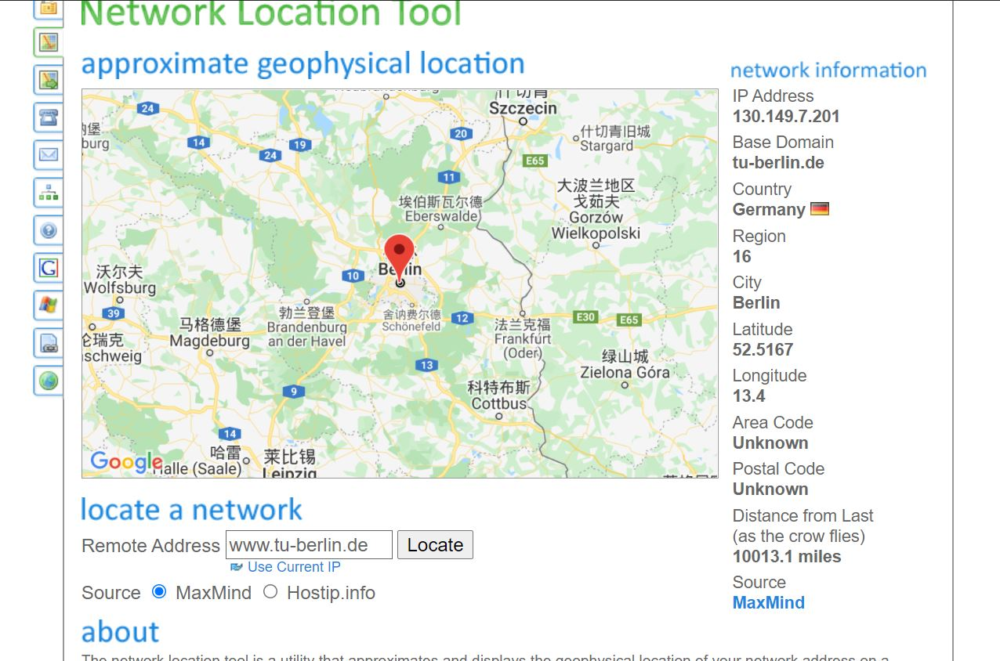 Network Location Tool
approximate geophysical location
24
什切青
Szczecin
20
什切青旧城
Stargard
14
19
24
burg
E65
11
大波兰地区
戈茹夫
Gorzów
Wielkopolski
埃伯斯瓦尔德
Eberswalde
Berlin
10
沃尔夫
Wolfsburg
39
勃兰登堡
Brandenburg
an der Havel
舍讷费尔德
Schönefeld
12
E30
E65
马格德堡
Magdeburg
法兰克福
Frankfurt
(Oder)
伦瑞克
schweig
绿山城
Zielona Góra
13
9
科特布斯
Cottbus
14
哈雷
Halle (Saale)
莱比锡
Leipzig
Google
network information
IP Address
130.149.7.201
Base Domain
tu-berlin.de
Country
Germany
Region
16
City
Berlin
Latitude
52.5167
Longitude
13.4
Area Code
Unknown
Postal Code
Unknown
Distance from Last
(as the crow flies)
10013.1 miles
Source
MaxMind
locate a network
Remote Address www.tu-berlin.de Locate
Use Current IP
Source MaxMind Hostip.info
about
The network location tool is a utility that approximates and displays the geophysical location of your network address on a